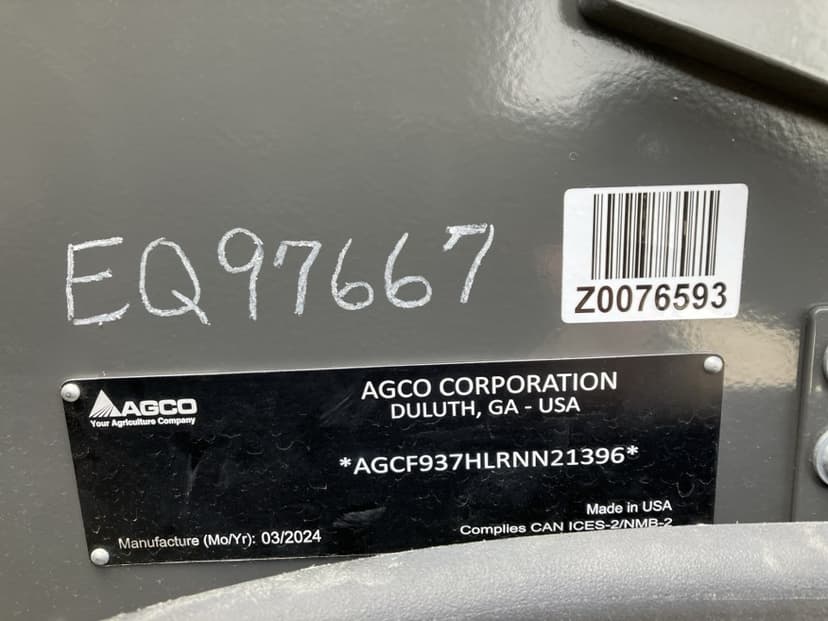 EQ97667
Z0076593
AGCO
Your Agriculture Company
AGCO CORPORATION
DULUTH, GA - USA
*AGCF937HLRNN21396*
Made in USA
Complies CAN ICES-2/NMB-2
Manufacture (Mo/Yr): 03/2024